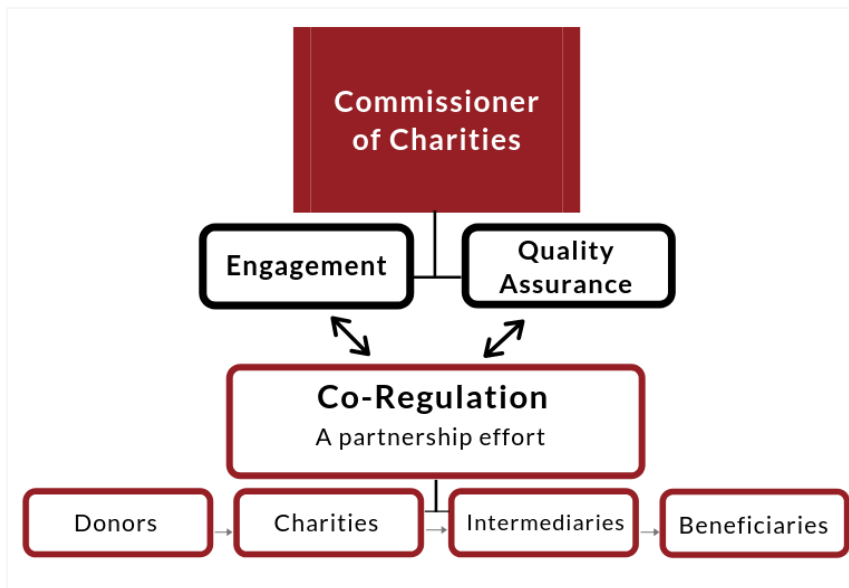 Commissioner
of Charities
Engagement
Quality
Assurance
Co-Regulation
A partnership effort
Donors
Charities
Intermediaries
Beneficiaries